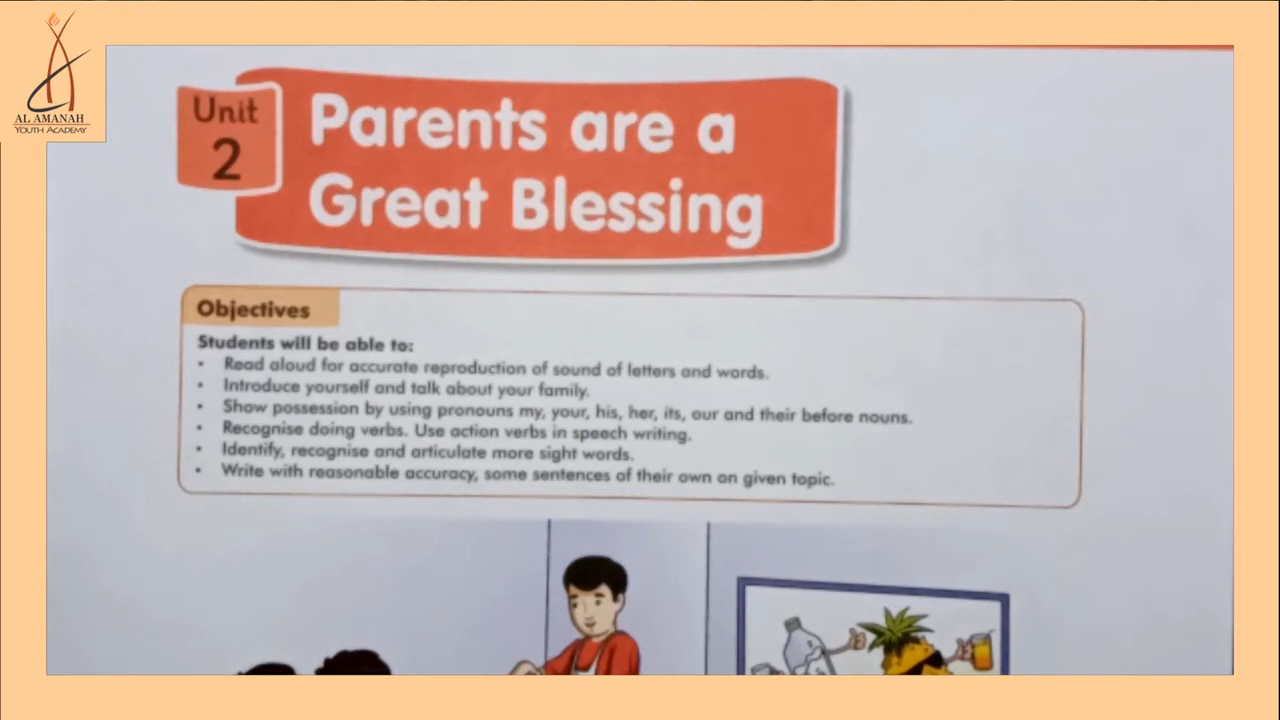 AL AMANAH
YOUTH ACADEMY
Unit
2
Parents are a
Great Blessing
Objectives
Students will be able to:
• Read aloud for accurate reproduction of sound of letters and words.
• Introduce yourself and talk about your family.
• Show possession by using pronouns my, your, his, her, its, our and their before nouns.
• Recognise doing verbs. Use action verbs in speech writing.
• Identify, recognise and articulate more sight words.
• Write with reasonable accuracy, some sentences of their own on given topic.